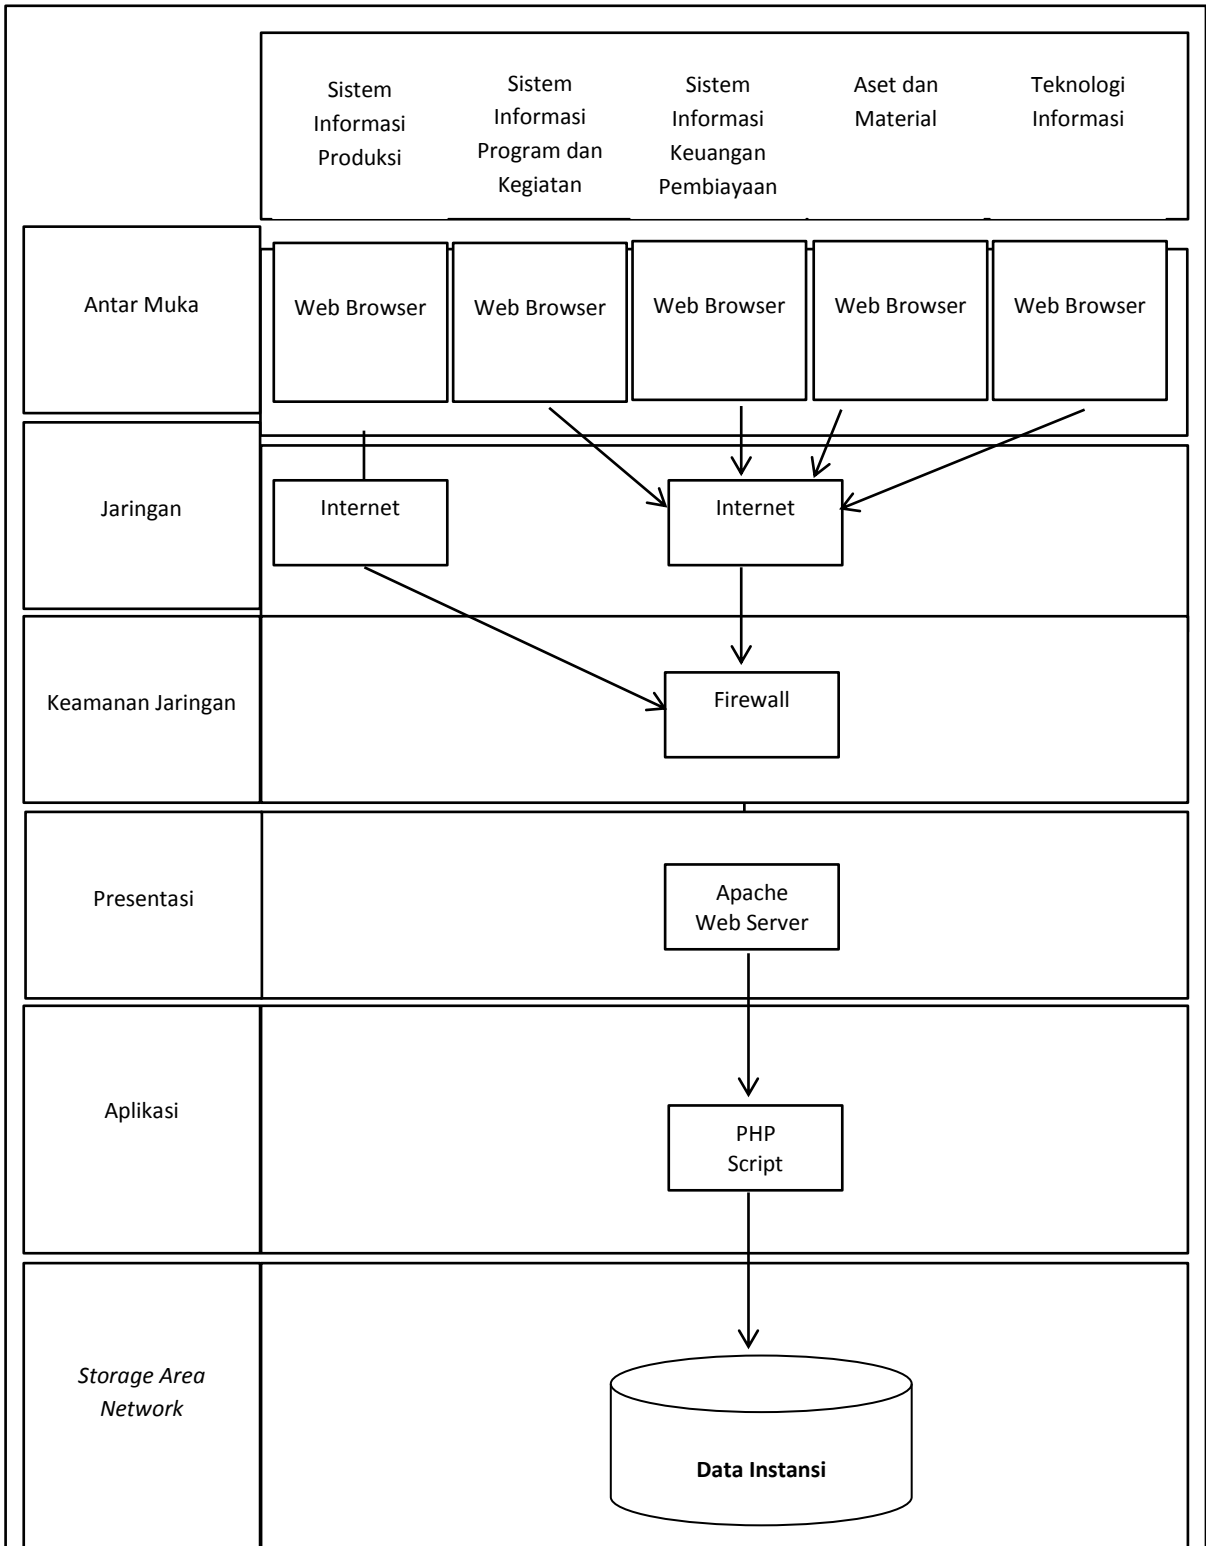 Sistem
Informasi
Produksi
Sistem
Informasi
Program dan
Kegiatan
Sistem
Informasi
Keuangan
Pembiayaan
Aset dan
Material
Teknologi
Informasi
Antar Muka
Web Browser
Web Browser
Web Browser
Web Browser
Web Browser
Jaringan
Internet
Internet
Keamanan Jaringan
Firewall
Presentasi
Apache
Web Server
Aplikasi
PHP
Script
Storage Area
Network
Data Instansi